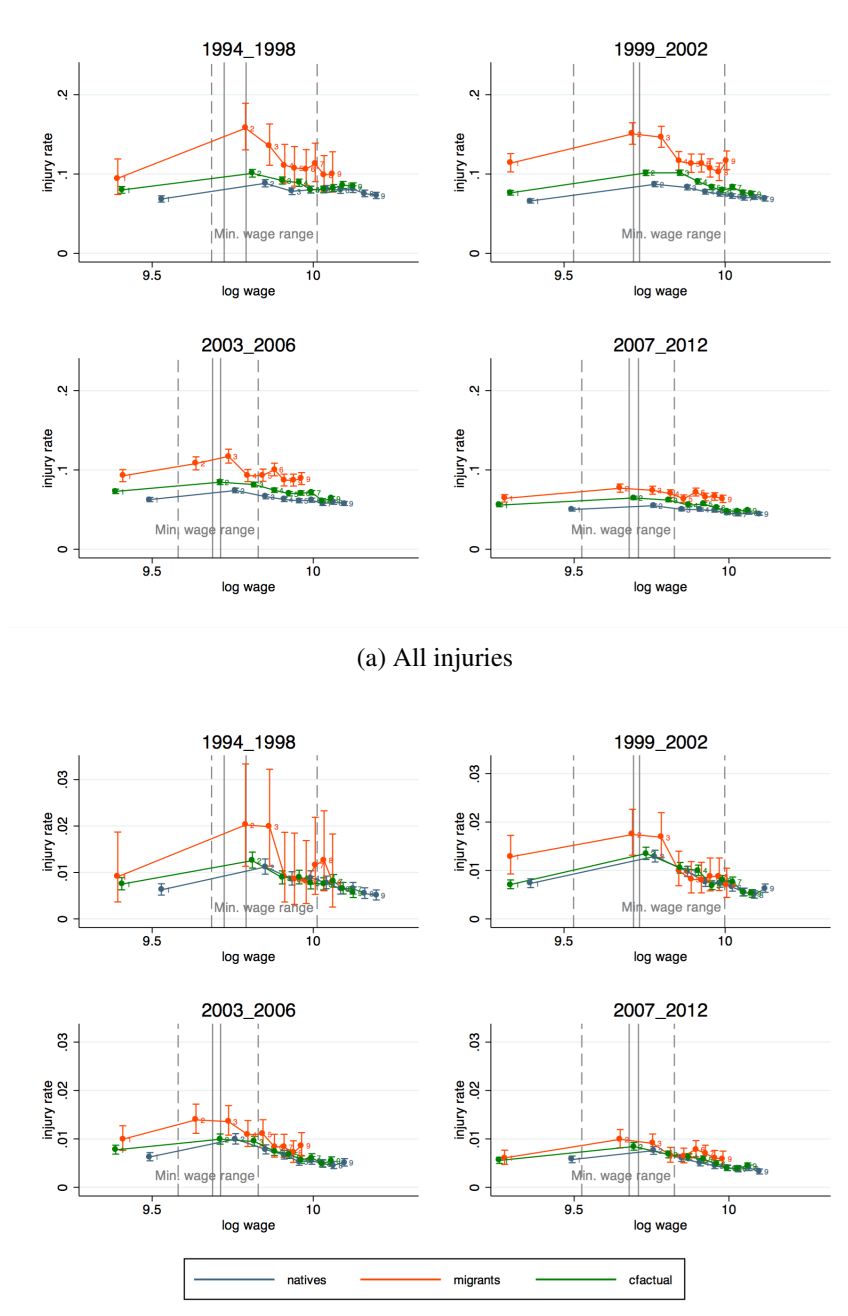 1994_1998
1999_2002
.2
.1
0
injury rate
Min. wage range
9.5
10
log wage
.2
.1
0
injury rate
Min. wage range
9.5
10
log wage
2003_2006
2007_2012
.2
.1
0
injury rate
Min. wage range
9.5
10
log wage
.2
.1
0
injury rate
Min. wage range
9.5
10
log wage
(a) All injuries
1994_1998
1999_2002
.03
.02
.01
0
injury rate
Min. wage range
9.5
10
log wage
.03
.02
.01
0
injury rate
Min. wage range
9.5
10
log wage
2003_2006
2007_2012
.03
.02
.01
0
injury rate
Min. wage range
9.5
10
log wage
.03
.02
.01
0
injury rate
Min. wage range
9.5
10
log wage
natives
migrants
cfactual